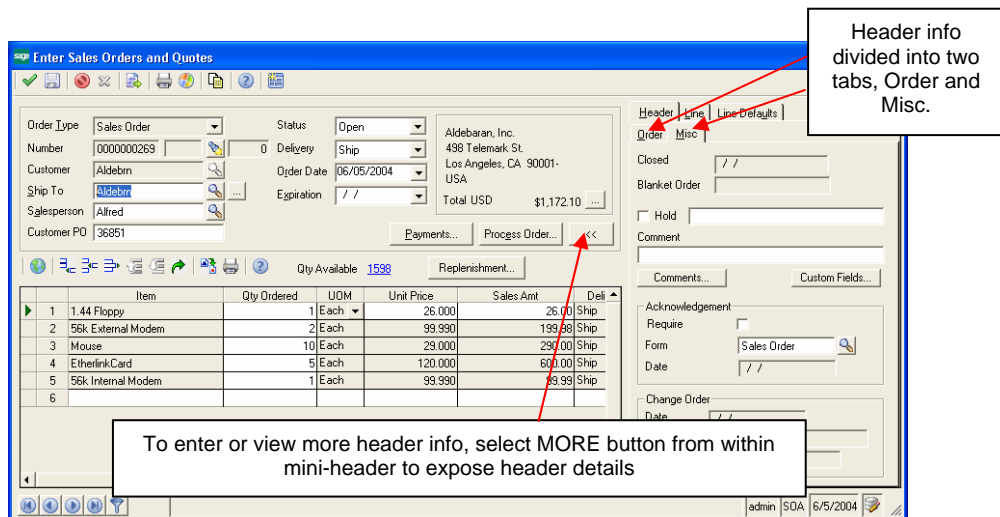 Header info
divided into two
tabs, Order and
Misc.
sage Enter Sales Orders and Quotes
Order Type Sales Order
Number 0000000269 0
Customer Aldebrn
Ship To Aldebrn ...
Salesperson Alfred
Customer PO 36851
Status Open
Delivery Ship
Order Date 06/05/2004
Expiration / /
Aldebaran, Inc.
498 Telemark St.
Los Angeles, CA 90001-
USA
Total USD $1,172.10 ...
Payments... Process Order... <<
Qty Available 1598 Replenishment...
Item Qty Ordered UOM Unit Price Sales Amt Deli
1 1.44 Floppy 1 Each 26.000 26.00 Ship
2 56k External Modem 2 Each 99.990 199.98 Ship
3 Mouse 10 Each 29.000 290.00 Ship
4 EtherlinkCard 5 Each 120.000 600.00 Ship
5 56k Internal Modem 1 Each 99.990 99.99 Ship
6
Header Line Line Defaults
Order Misc
Closed / /
Blanket Order
Hold
Comment
Comments... Custom Fields...
Acknowledgement
Require
Form Sales Order
Date / /
Change Order
Date / /
To enter or view more header info, select MORE button from within
mini-header to expose header details
admin SOA 6/5/2004